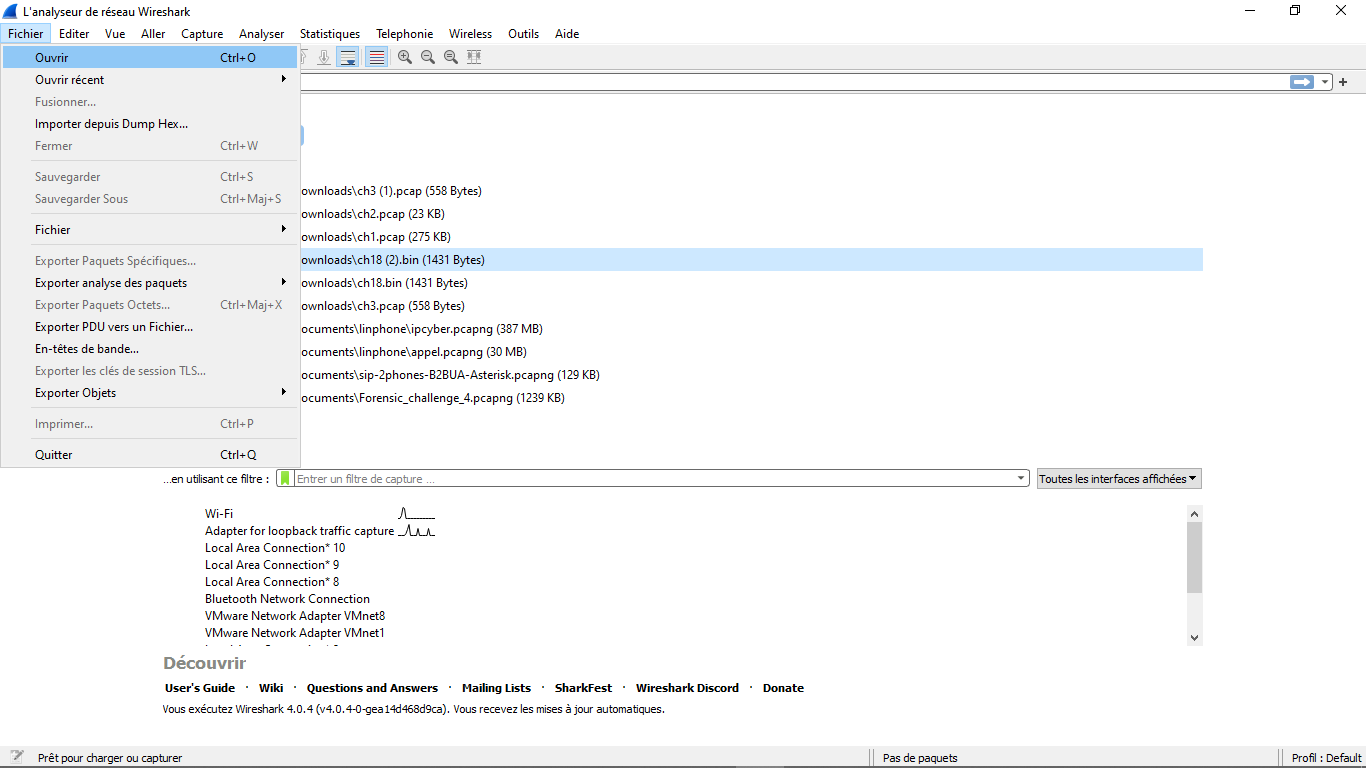 L'analyseur de réseau Wireshark
Fichier Editer Vue Aller Capture Analyser Statistiques Telephonie Wireless Outils Aide
Ouvrir Ctrl+O
Ouvrir récent
Fusionner...
Importer depuis Dump Hex...
Fermer Ctrl+W
Sauvegarder Ctrl+S
Sauvegarder Sous Ctrl+Maj+S
Fichier
Exporter Paquets Spécifiques...
Exporter analyse des paquets
Exporter Paquets Octets... Ctrl+Maj+X
Exporter PDU vers un Fichier...
En-têtes de bande...
Exporter les clés de session TLS...
Exporter Objets
Imprimer... Ctrl+P
Quitter Ctrl+Q
ownloads\ch3 (1).pcap (558 Bytes)
ownloads\ch2.pcap (23 KB)
ownloads\ch1.pcap (275 KB)
ownloads\ch18 (2).bin (1431 Bytes)
ownloads\ch18.bin (1431 Bytes)
ownloads\ch3.pcap (558 Bytes)
ocuments\linphone\ipcyber.pcapng (387 MB)
ocuments\linphone\appel.pcapng (30 MB)
ocuments\sip-2phones-B2BUA-Asterisk.pcapng (129 KB)
ocuments\Forensic_challenge_4.pcapng (1239 KB)
...en utilisant ce filtre : Entrer un filtre de capture ... Toutes les interfaces affichées
Wi-Fi
Adapter for loopback traffic capture
Local Area Connection* 10
Local Area Connection* 9
Local Area Connection* 8
Bluetooth Network Connection
VMware Network Adapter VMnet8
VMware Network Adapter VMnet1
Découvrir
User's Guide · Wiki · Questions and Answers · Mailing Lists · SharkFest · Wireshark Discord · Donate
Vous exécutez Wireshark 4.0.4 (v4.0.4-0-gea14d468d9ca). Vous recevez les mises à jour automatiques.
Prêt pour charger ou capturer Pas de paquets Profil : Default